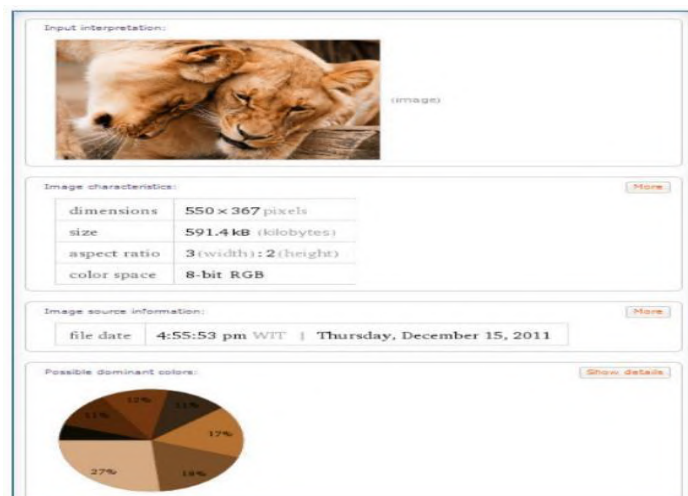 Input interpretation:
(image)
Image characteristics:
More
dimensions 550 × 367 pixels
size 591.4 kB (kilobytes)
aspect ratio 3 (width) : 2 (height)
color space 8-bit RGB
Image source information:
More
file date 4:55:53 pm WIT | Thursday, December 15, 2011
Possible dominant colors:
Show details
12%
11%
11%
17%
27%